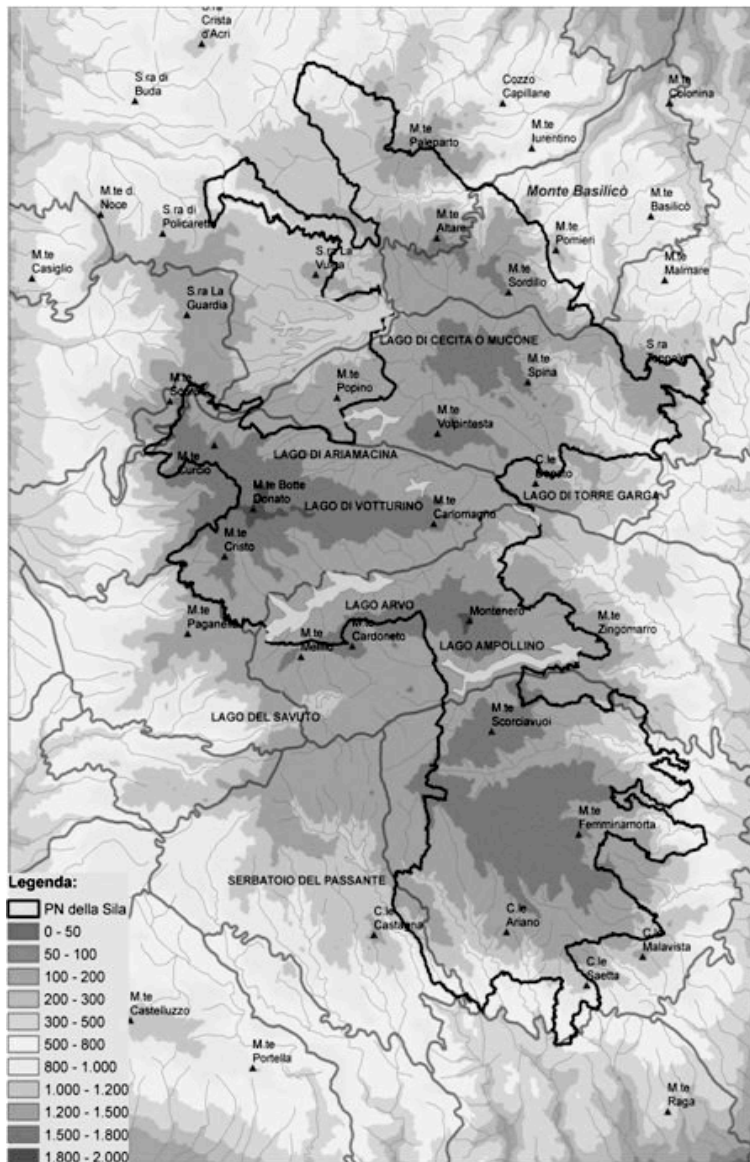 Crista
d'Acri
S.ra di
Buda
Cozzo
Capillane
M.te
Colonina
M.te
Paleparto
M.te
Iurentino
M.te d.
Noce
S.ra di
Monte Basilicò
M.te
Basilicò
M.te
Altare
M.te
Pomieri
M.te
Casiglio
S.ra La
M.te
Sordillo
M.te
Malmare
S.ra La
Guardia
LAGO DI CECITA O MUCONE
S.ra
M.te
M.te
Popino
M.te
Spina
M.te
Volpintesta
M.te
Curcio
LAGO DI ARIAMACINA
C.le
M.te Botte
Donato
LAGO DI VOTTURINO
M.te
Carlomagno
LAGO DI TORRE GARGA
M.te
Cristo
M.te
LAGO ARVO
Montenero
M.te
Zingomarro
M.te
M.te
Cardoneto
LAGO AMPOLLINO
LAGO DEL SAVUTO
M.te
Scorciavuoi
M.te
Femminamorta
SERBATOIO DEL PASSANTE
C.le
Castagna
C.le
Ariano
Malavista
C.le
Saetta
M.te
Castelluzzo
M.te
Portella
M.te
Raga
Legenda:
PN della Sila
0 - 50
50 - 100
100 - 200
200 - 300
300 - 500
500 - 800
800 - 1.000
1.000 - 1.200
1.200 - 1.500
1.500 - 1.800
1.800 - 2.000